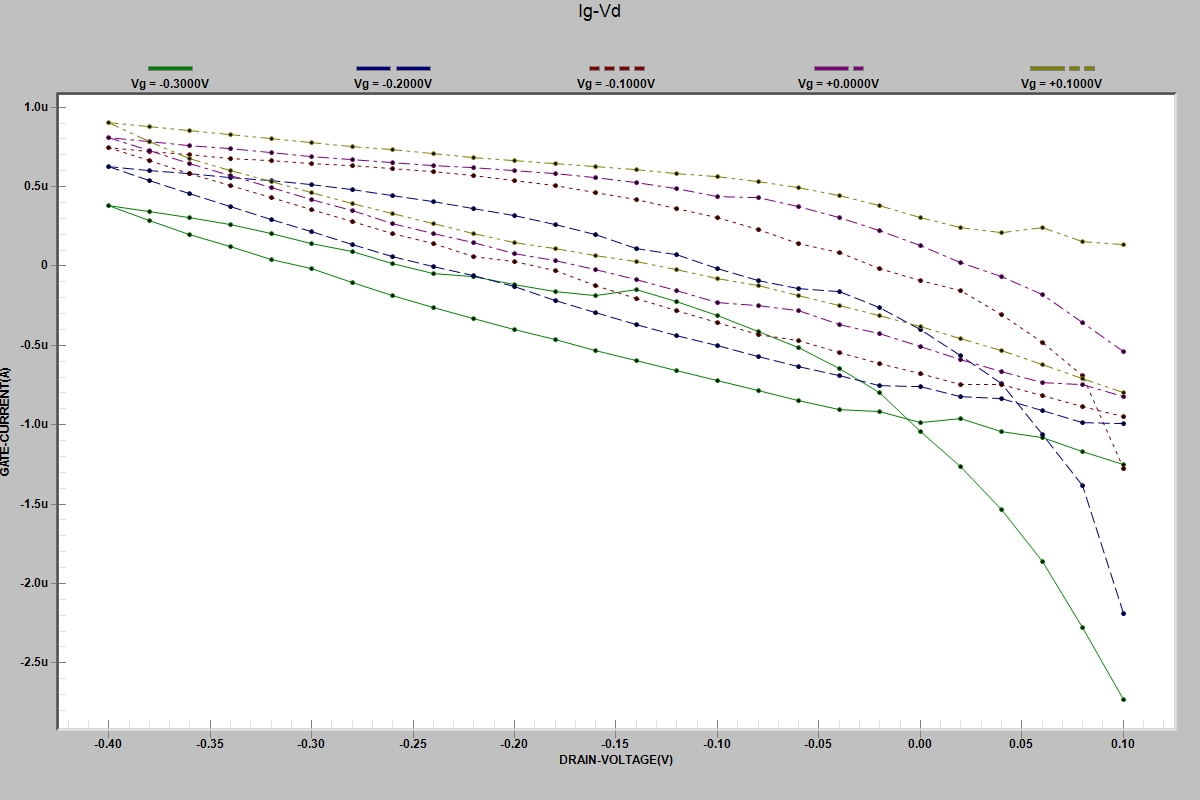 Ig-Vd
Vg = -0.3000V Vg = -0.2000V Vg = -0.1000V Vg = +0.0000V Vg = +0.1000V
1.0u
0.5u
0
-0.5u
-1.0u
-1.5u
-2.0u
-2.5u
GATE-CURRENT(A)
-0.40 -0.35 -0.30 -0.25 -0.20 -0.15 -0.10 -0.05 0.00 0.05 0.10
DRAIN-VOLTAGE(V)